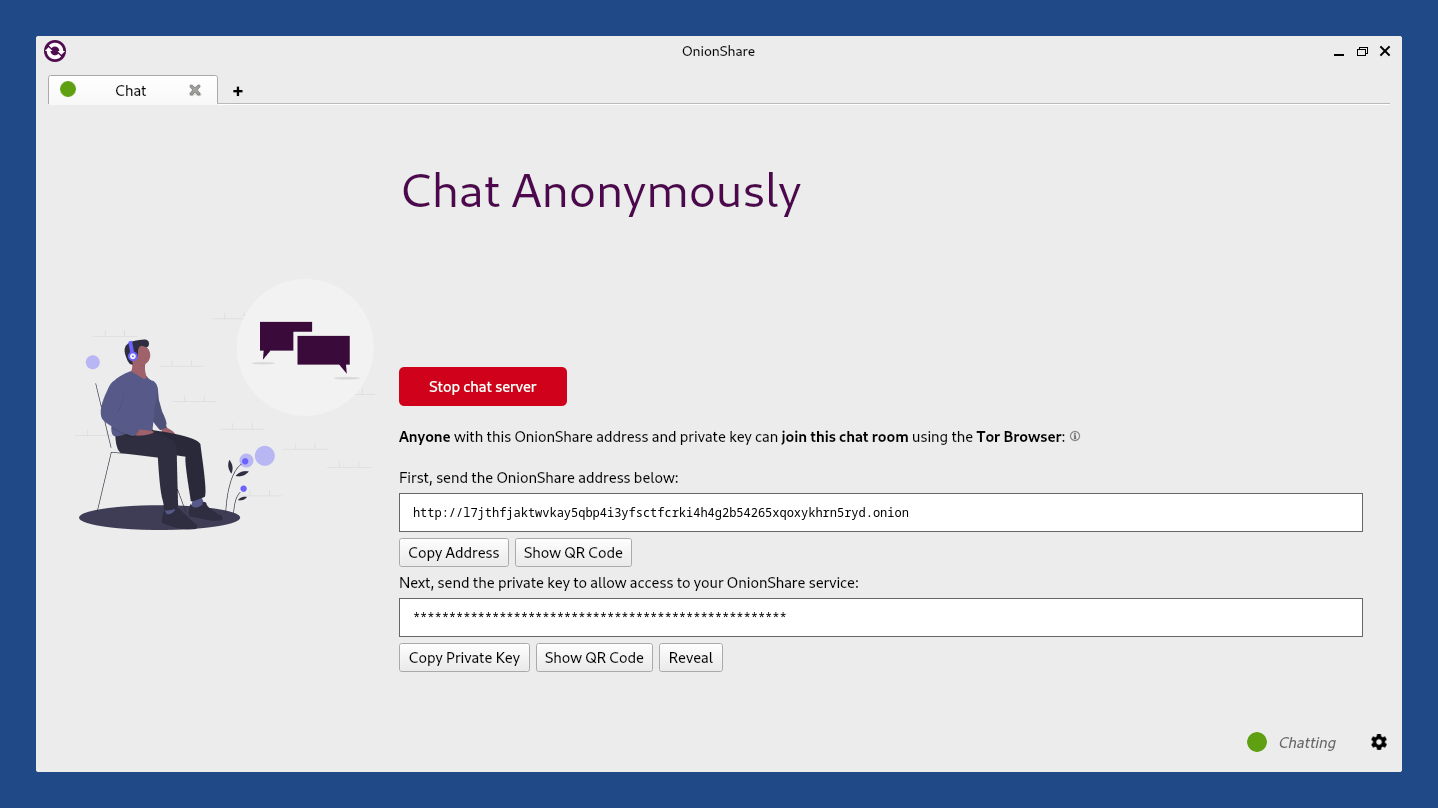 OnionShare
Chat
Chat Anonymously
Stop chat server
Anyone with this OnionShare address and private key can join this chat room using the Tor Browser:
First, send the OnionShare address below:
http://l7jthfjaktwvkay5qbp4i3yfsctfcrki4h4g2b54265xqoxykhrn5ryd.onion
Copy Address Show QR Code
Next, send the private key to allow access to your OnionShare service:
****************************************************
Copy Private Key Show QR Code Reveal
Chatting